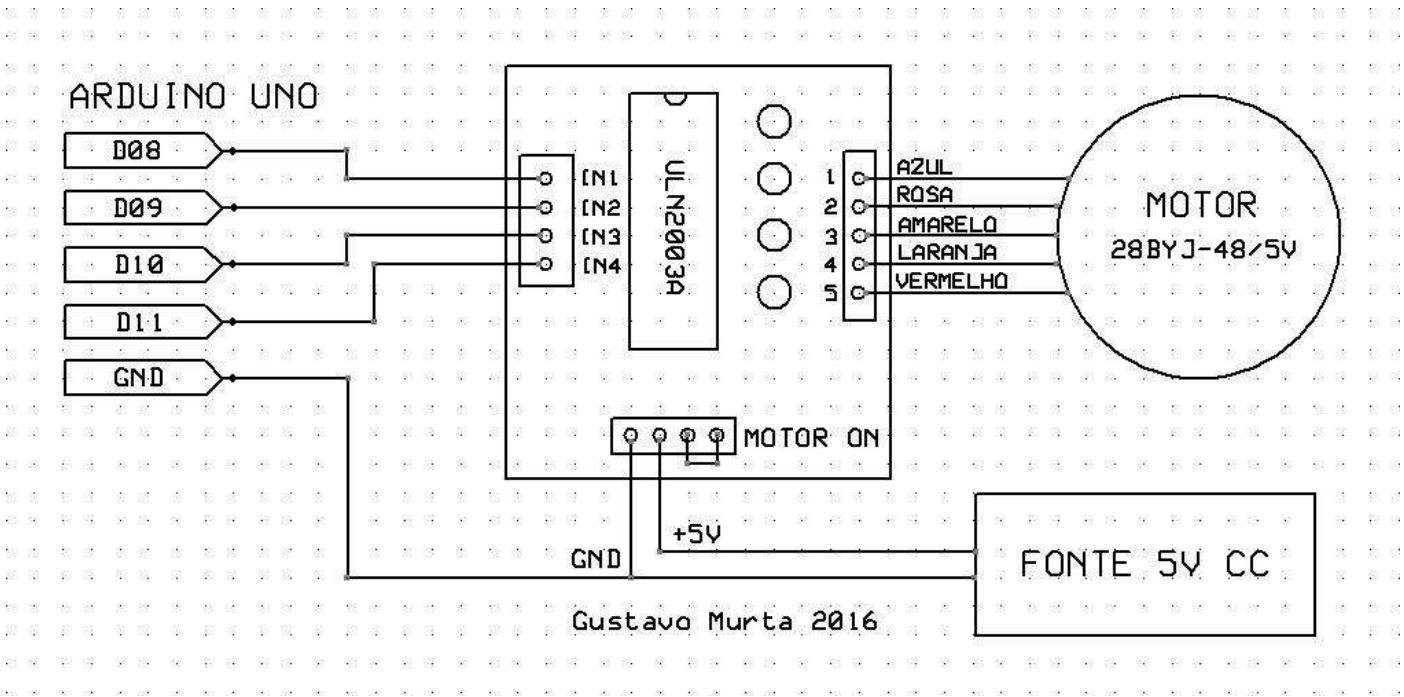 ARDUINO UNO
D08
D09
D10
D11
GND
IN1
IN2
IN3
IN4
ULN2003A
1
2
3
4
5
AZUL
ROSA
AMARELO
LARANJA
VERMELHO
MOTOR
28BYJ-48/5V
MOTOR ON
+5V
GND
FONTE 5V CC
Gustavo Murta 2016